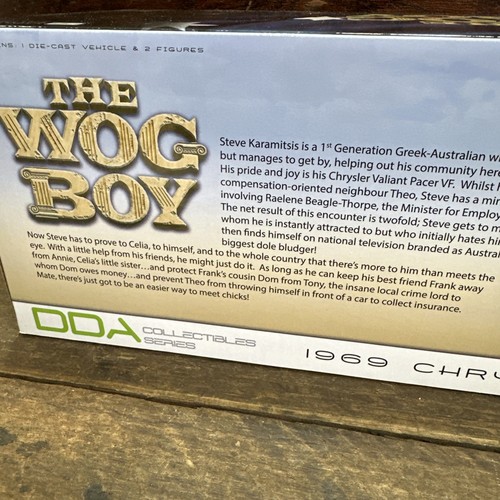 NS: 1 DIE-CAST VEHICLE & 2 FIGURES
THE
WOG
BOY
Steve Karamitsis is a 1st Generation Greek-Australian
but manages to get by, helping out his community here
His pride and joy is his Chrysler Valiant Pacer VF. Whilst
compensation-oriented neighbour Theo, Steve has a
involving Raelene Beagle-Thorpe, the Minister for
The net result of this encounter is twofold; Steve gets to
whom he is instantly attracted to but who initially hates
then finds himself on national television branded as
biggest dole bludger!
Now Steve has to prove to Celia, to himself, and to the whole country that there's more to him than meets the
eye. With a little help from his friends, he might just do it. As long as he can keep his best friend Frank away
from Annie, Celia's little sister...and protect Frank's cousin Dom from Tony, the insane local crime lord to
whom Dom owes money...and prevent Theo from throwing himself in front of a car to collect insurance.
Mate, there's just got to be an easier way to meet chicks!
DDA COLLECTIBLES
SERIES
1969 CHRY